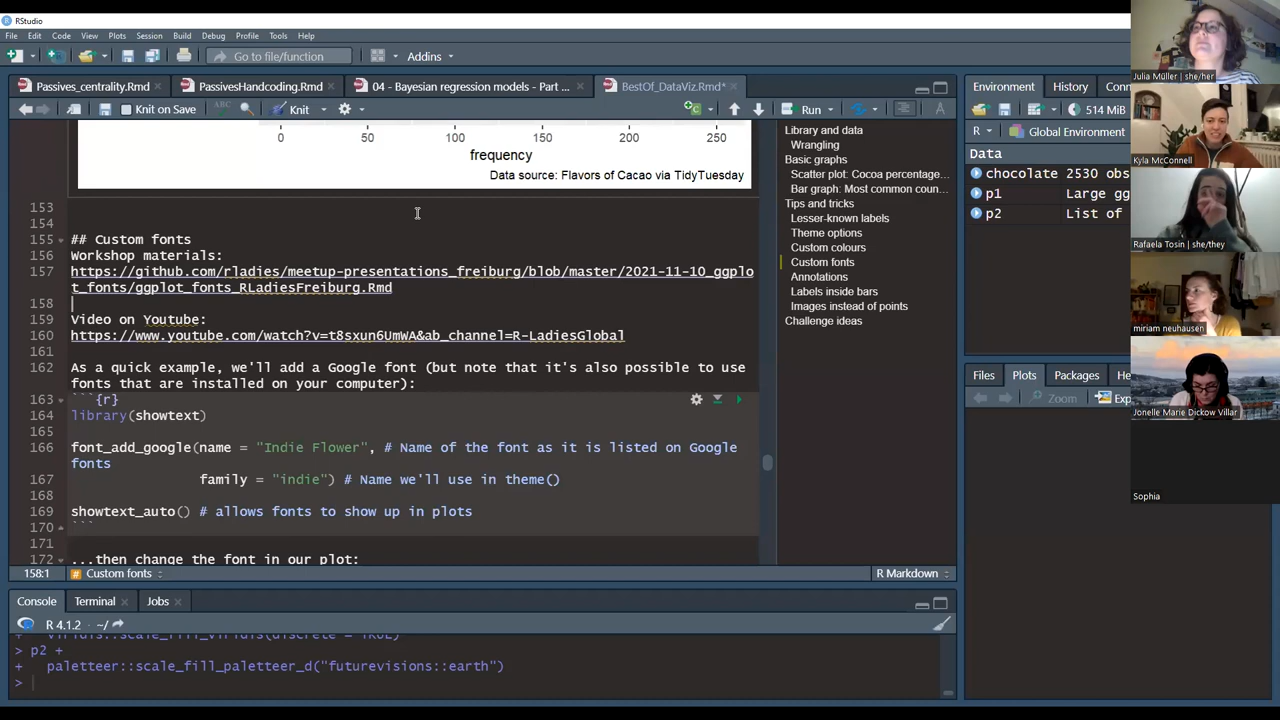 RStudio
File Edit Code View Plots Session Build Debug Profile Tools Help
Go to file/function Addins
Passives_centrality.Rmd PassivesHandcoding.Rmd 04 - Bayesian regression models - Part ... BestOf_DataViz.Rmd*
Knit on Save Knit Run
0 50 100 150 200 250
frequency
Data source: Flavors of Cacao via TidyTuesday
153
154
155 ## Custom fonts
156 Workshop materials:
157 https://github.com/rladies/meetup-presentations_freiburg/blob/master/2021-11-10_ggplo
t_fonts/ggplot_fonts_RLadiesFreiburg.Rmd
158
159 Video on Youtube:
160 https://www.youtube.com/watch?v=t8sxun6UmWA&ab_channel=R-LadiesGlobal
161
162 As a quick example, we'll add a Google font (but note that it's also possible to use
fonts that are installed on your computer):
163 ```{r}
164 library(showtext)
165
166 font_add_google(name = "Indie Flower", # Name of the font as it is listed on Google
fonts
167 family = "indie") # Name we'll use in theme()
168
169 showtext_auto() # allows fonts to show up in plots
170 ```
171
172 ...then change the font in our plot:
158:1 Custom fonts R Markdown
Library and data
Wrangling
Basic graphs
Scatter plot: Cocoa percentage...
Bar graph: Most common coun...
Tips and tricks
Lesser-known labels
Theme options
Custom colours
Custom fonts
Annotations
Labels inside bars
Images instead of points
Challenge ideas
Console Terminal Jobs
R 4.1.2 · ~/
+ viridis::scale_fill_viridis(discrete = TRUE)
> p2 +
+ paletteer::scale_fill_paletteer_d("futurevisions::earth")
>
Environment History Conn
514 MiB
R Global Environment
Data
chocolate 2530 obs
p1 Large gg
p2 List of
Files Plots Packages He
Zoom Exp
Julia Müller | she/her
Kyla McConnell
Rafaela Tosin | she/they
miriam neuhausen
Jonelle Marie Dickow Villar
Sophia